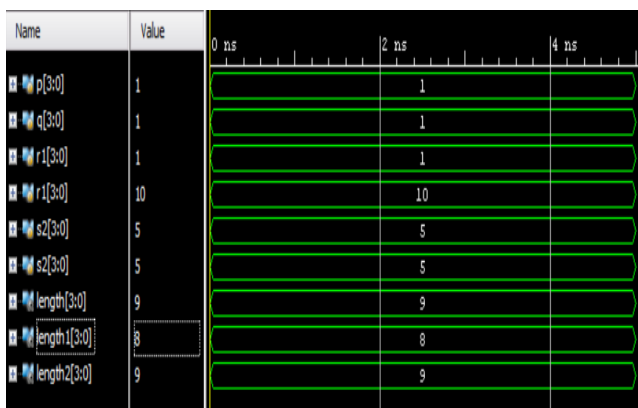 Name Value
0 ns 2 ns 4 ns
p[3:0] 1 1
q[3:0] 1 1
r1[3:0] 1 1
r1[3:0] 10 10
s2[3:0] 5 5
s2[3:0] 5 5
length[3:0] 9 9
length1[3:0] 8 8
length2[3:0] 9 9